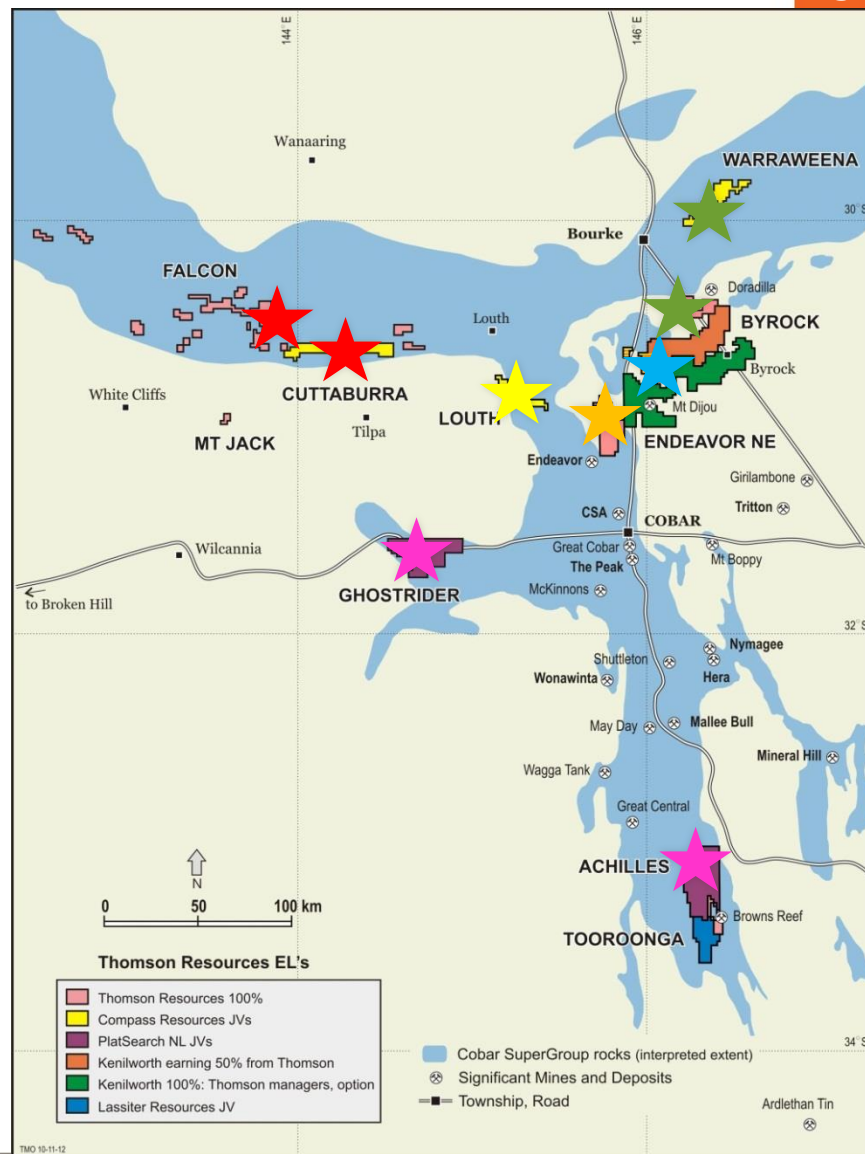 144°E
146°E
Wanaaring
WARRAWEENA
30°S
Bourke
FALCON
Doradilla
Louth
BYROCK
CUTTABURRA
Byrock
White Cliffs
LOUTH
Mt Dijou
MT JACK
Tilpa
ENDEAVOR NE
Endeavor
Girilambone
CSA
Tritton
COBAR
Wilcannia
Great Cobar
Mt Boppy
The Peak
to Broken Hill
GHOSTRIDER
McKinnons
32°S
Nymagee
Shuttleton
Hera
Wonawinta
May Day
Mallee Bull
Mineral Hill
Wagga Tank
Great Central
ACHILLES
N
0 50 100 km
Browns Reef
TOOROONGA
Thomson Resources EL's
Thomson Resources 100%
Compass Resources JVs
PlatSearch NL JVs
Kenilworth earning 50% from Thomson
Kenilworth 100%: Thomson managers, option
Lassiter Resources JV
34°S
Cobar SuperGroup rocks (interpreted extent)
Significant Mines and Deposits
Township, Road
Ardlethan Tin
TMO 10-11-12